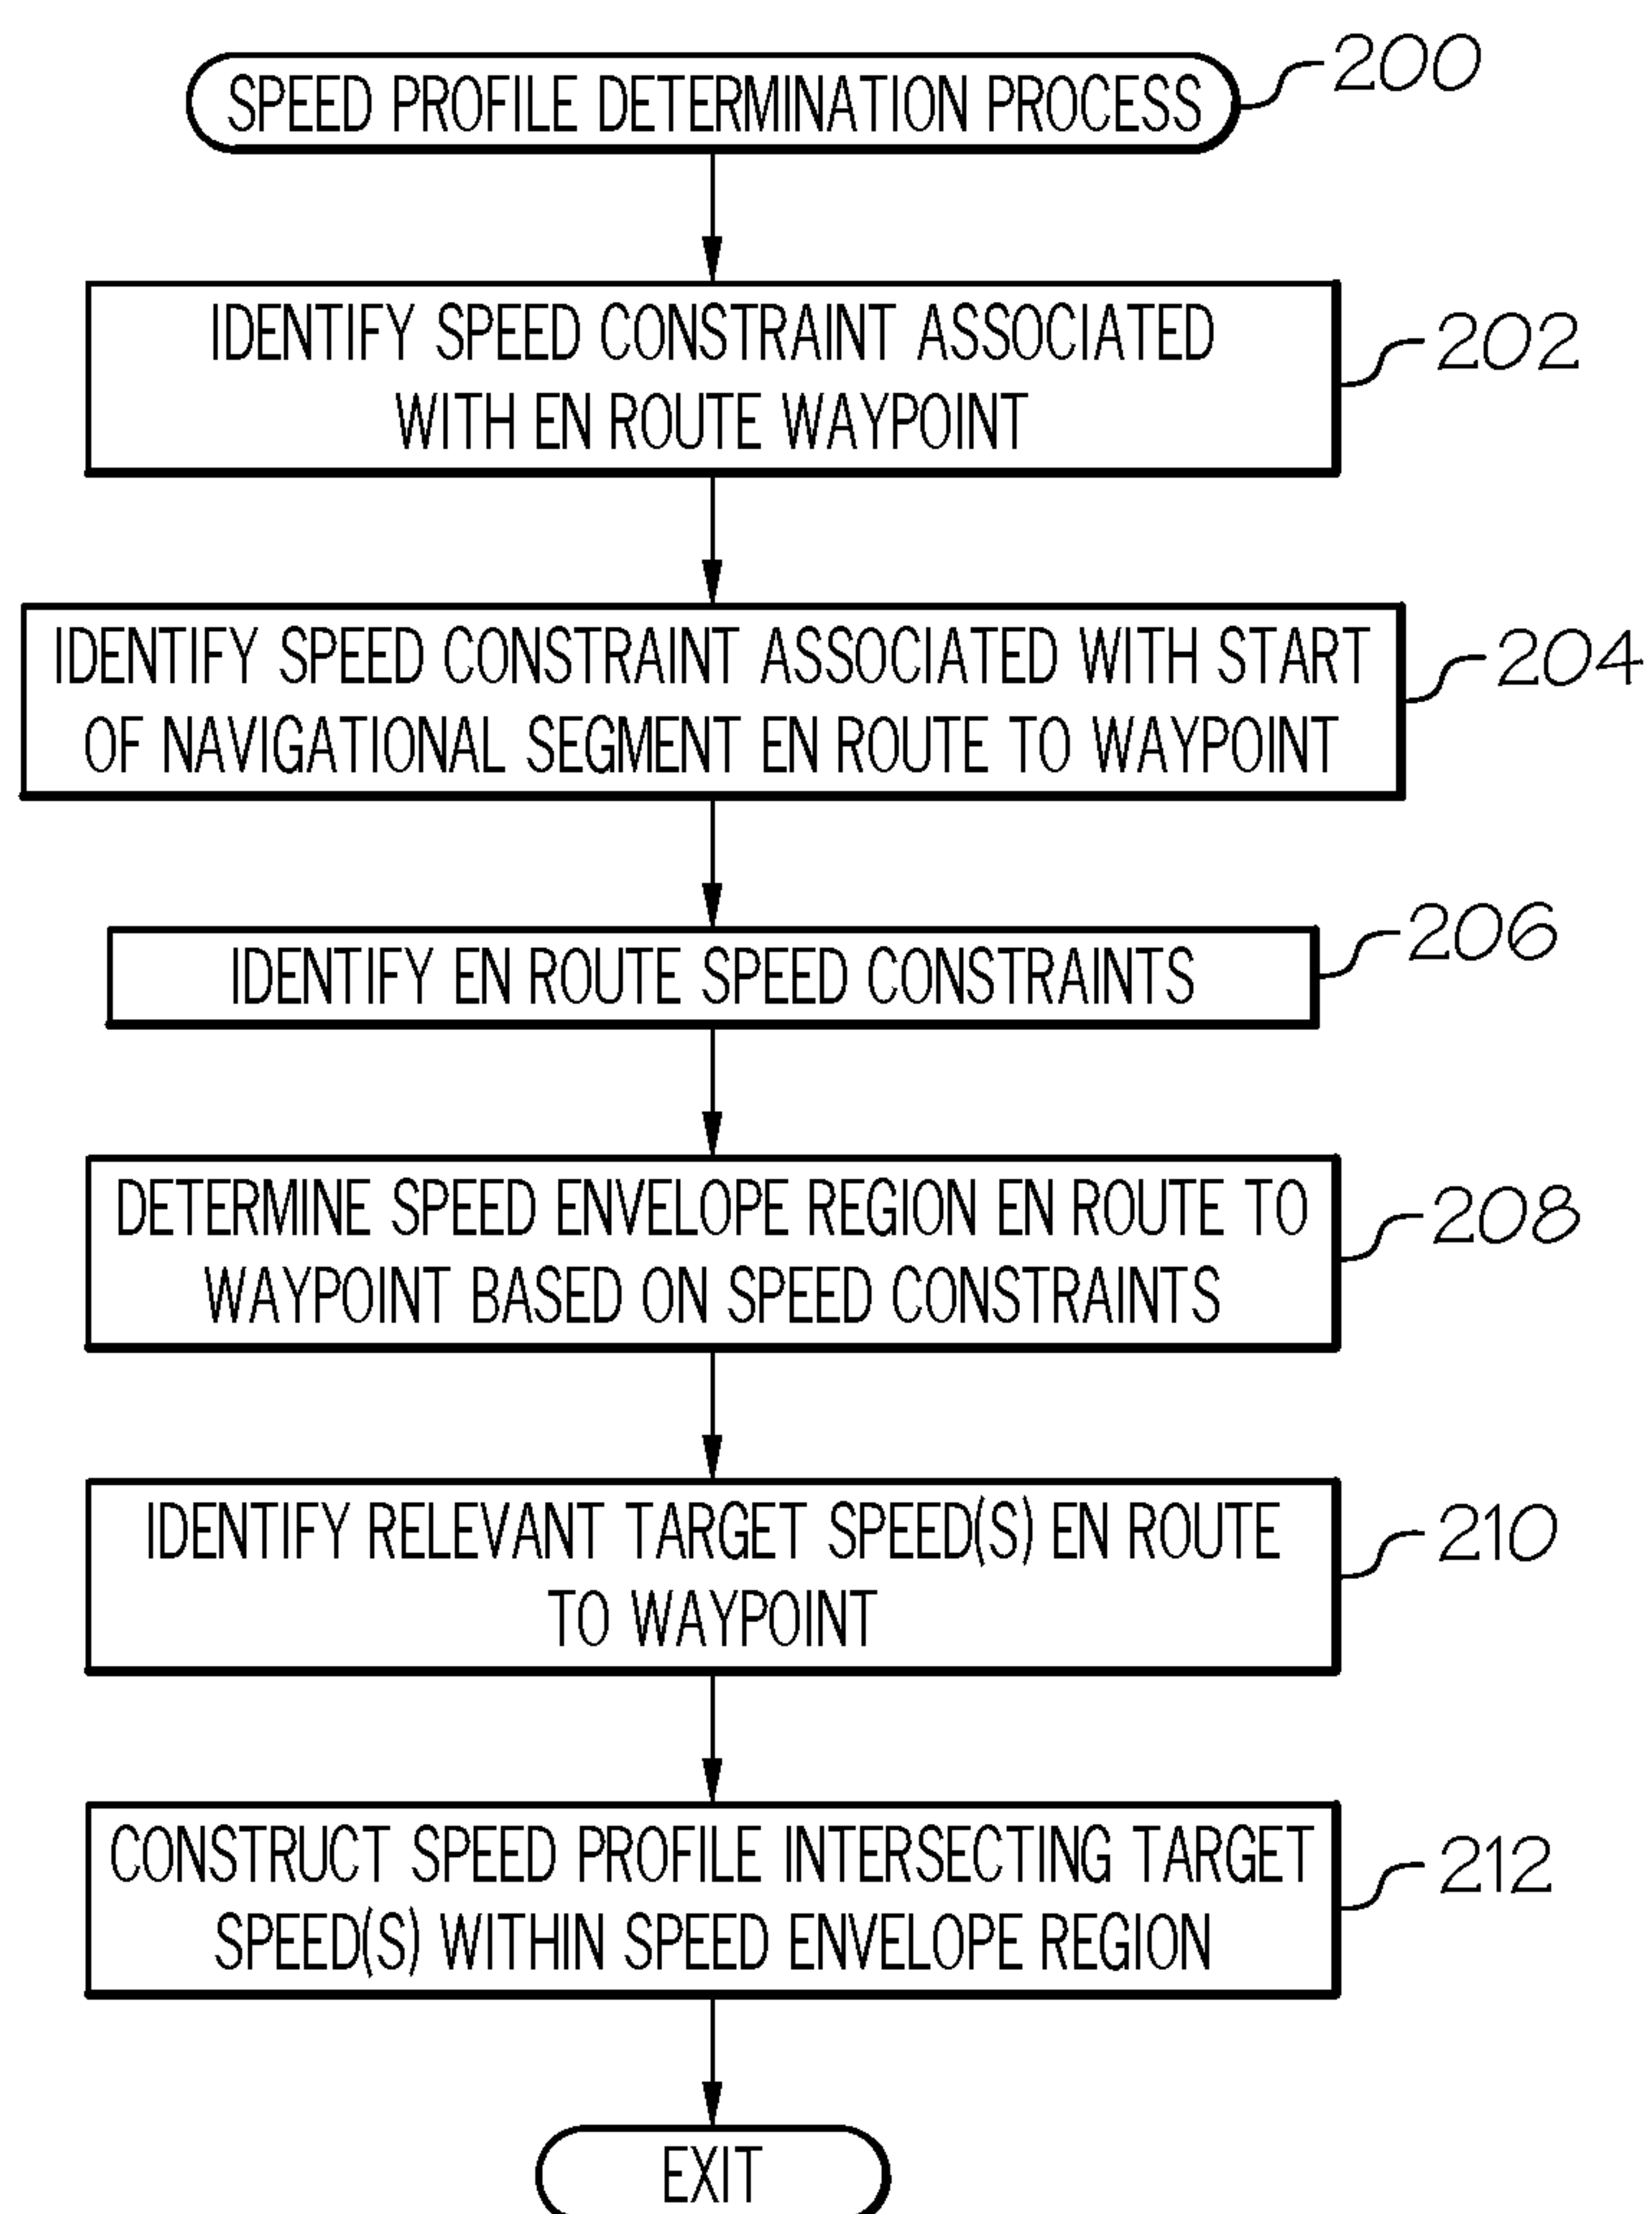 SPEED PROFILE DETERMINATION PROCESS
200
IDENTIFY SPEED CONSTRAINT ASSOCIATED
WITH EN ROUTE WAYPOINT
202
IDENTIFY SPEED CONSTRAINT ASSOCIATED WITH START
OF NAVIGATIONAL SEGMENT EN ROUTE TO WAYPOINT
204
IDENTIFY EN ROUTE SPEED CONSTRAINTS
206
DETERMINE SPEED ENVELOPE REGION EN ROUTE TO
WAYPOINT BASED ON SPEED CONSTRAINTS
208
IDENTIFY RELEVANT TARGET SPEED(S) EN ROUTE
TO WAYPOINT
210
CONSTRUCT SPEED PROFILE INTERSECTING TARGET
SPEED(S) WITHIN SPEED ENVELOPE REGION
212
EXIT